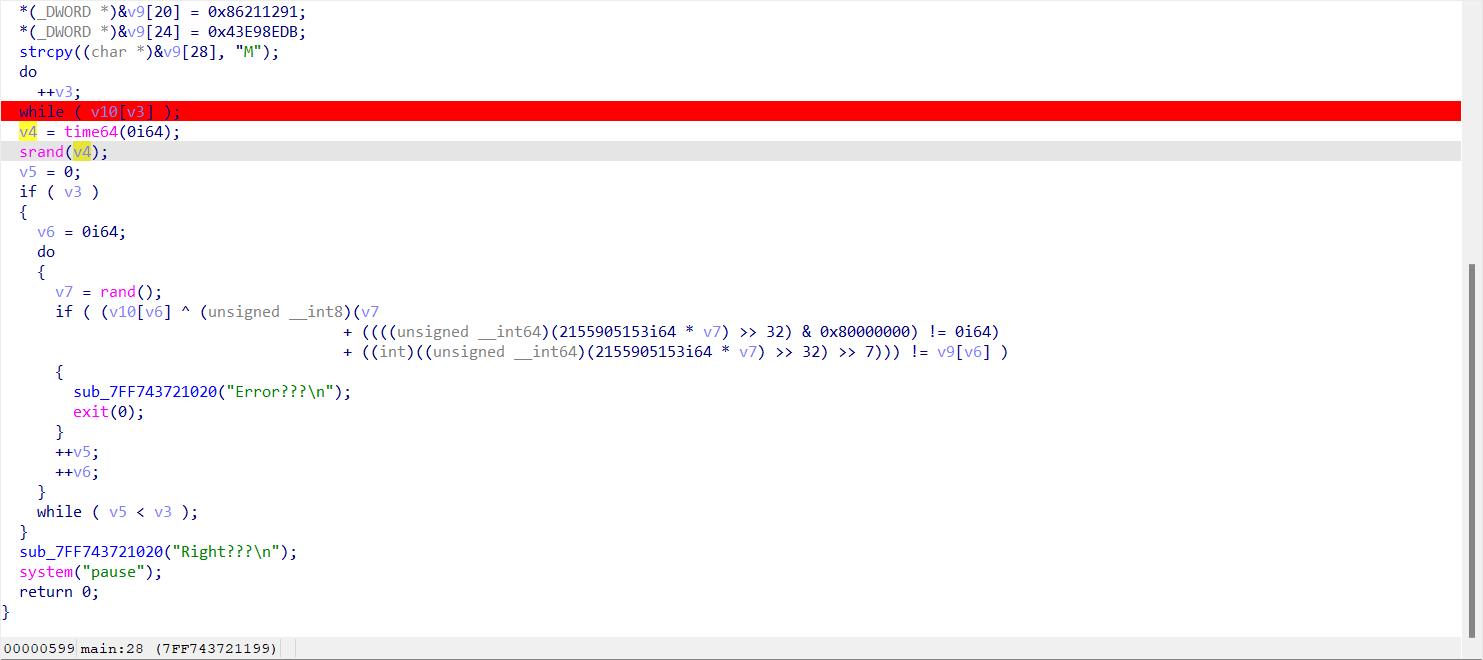 *(_DWORD *)&v9[20] = 0x86211291;
*(_DWORD *)&v9[24] = 0x43E98EDB;
strcpy((char *)&v9[28], "M");
do
++v3;
while ( v10[v3] );
v4 = time64(0i64);
srand(v4);
v5 = 0;
if ( v3 )
{
v6 = 0i64;
do
{
v7 = rand();
if ( (v10[v6] ^ (unsigned __int8)(v7
+ ((((unsigned __int64)(2155905153i64 * v7) >> 32) & 0x80000000) != 0i64)
+ ((int)((unsigned __int64)(2155905153i64 * v7) >> 32) >> 7))) != v9[v6] )
{
sub_7FF743721020("Error???\n");
exit(0);
}
++v5;
++v6;
}
while ( v5 < v3 );
}
sub_7FF743721020("Right???\n");
system("pause");
return 0;
}
00000599 main:28 (7FF743721199)